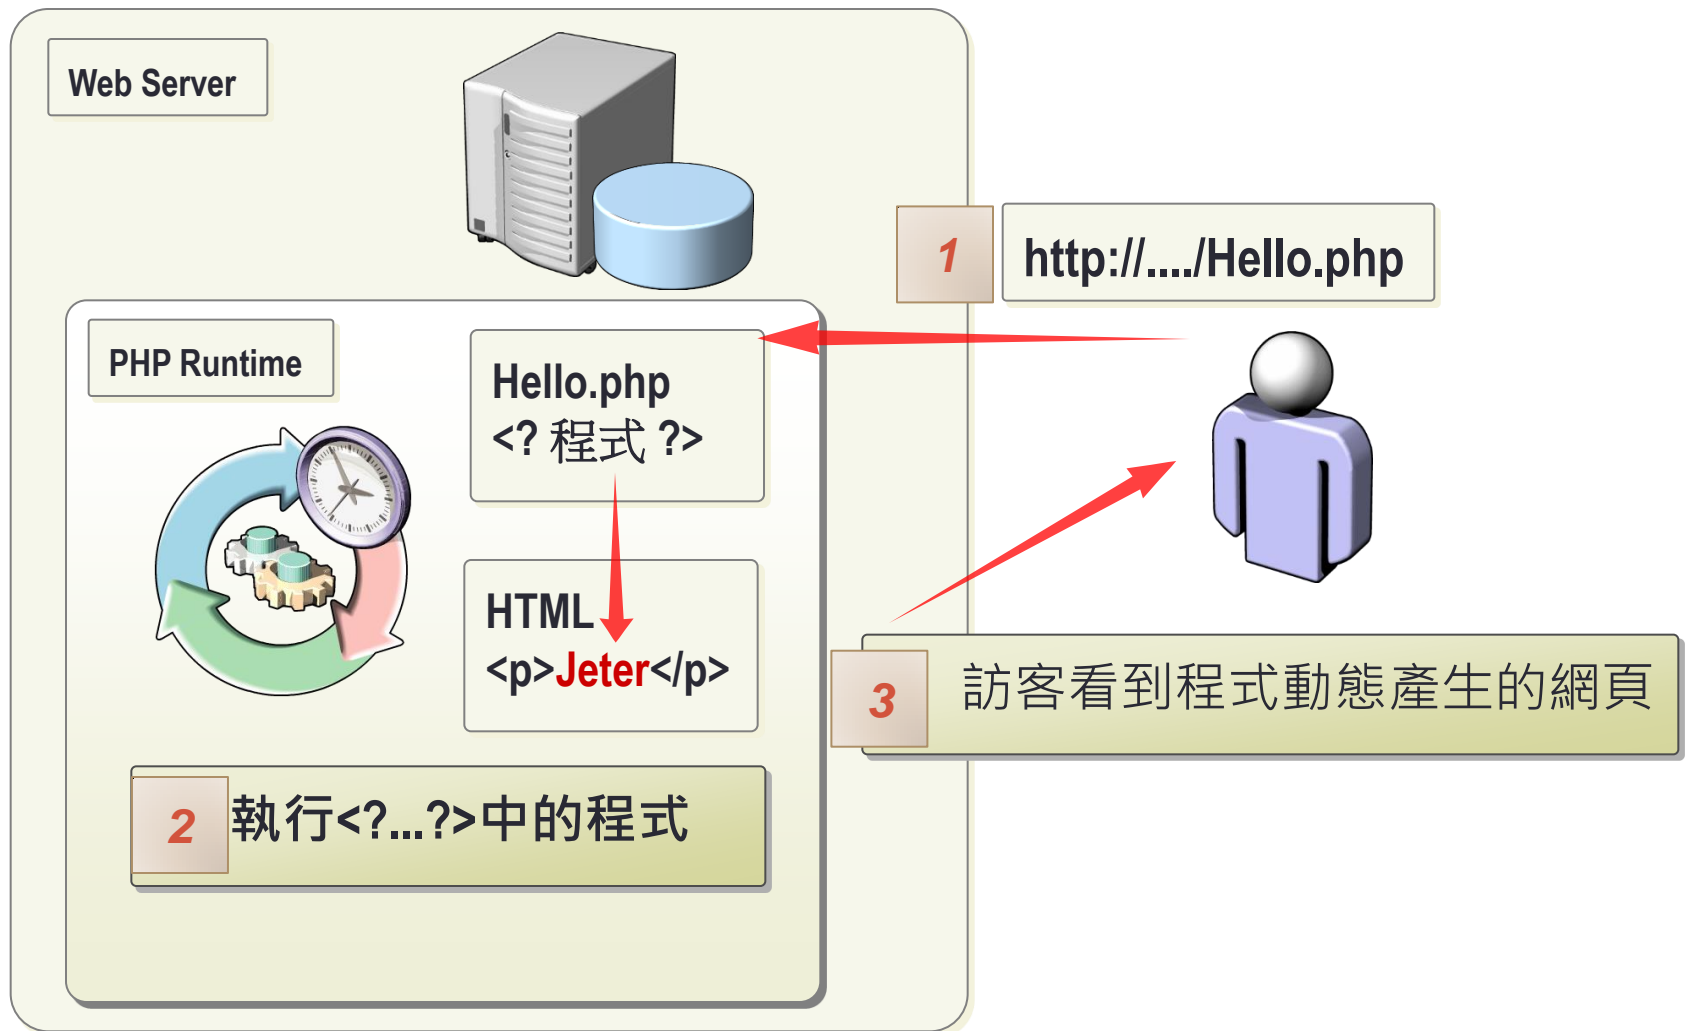 Web Server
1
http://..../Hello.php
PHP Runtime
Hello.php
<? 程式 ?>
HTML
<p>Jeter</p>
2
執行<?...?>中的程式
3
訪客看到程式動態產生的網頁